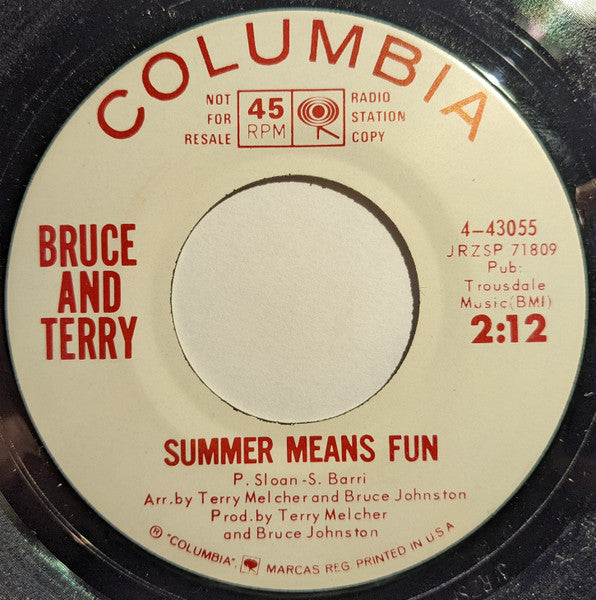 COLUMBIA
NOT
FOR
RESALE
45
RPM
RADIO
STATION
COPY
BRUCE
AND
TERRY
4-43055
JRZSP 71809
Pub:
Trousdale
Music(BMI)
2:12
SUMMER MEANS FUN
P. Sloan-S. Barri
Arr.by Terry Melcher and Bruce Johnston
Prod.by Terry Melcher
and Bruce Johnston
® "COLUMBIA", MARCAS REG. PRINTED IN U.S.A